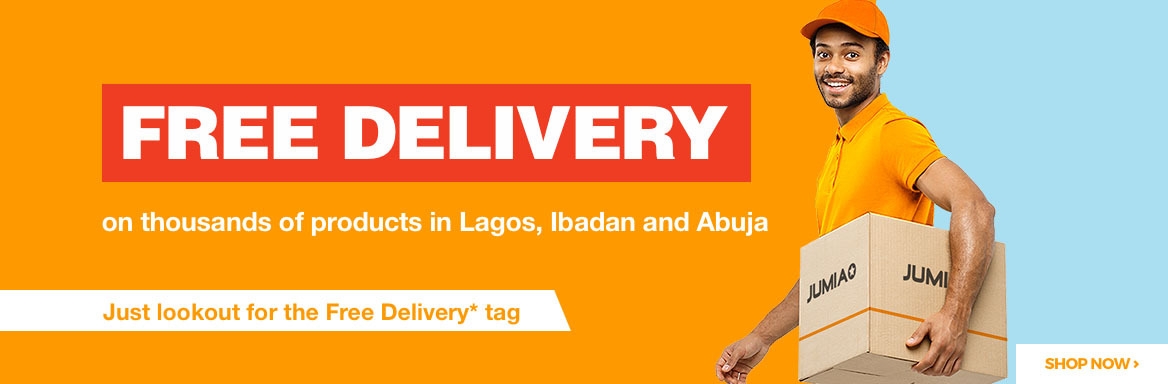 FREE DELIVERY
on thousands of products in Lagos, Ibadan and Abuja
Just lookout for the Free Delivery* tag
JUMIA
JUMI
SHOP NOW ›